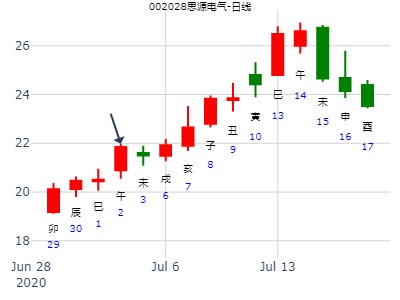 002028思源电气-日线
26
24
22
20
18
卯
29
辰
30
巳
1
午
2
未
3
戌
6
亥
7
子
8
丑
9
寅
10
巳
13
午
14
未
15
申
16
酉
17
Jun 28
2020
Jul 6
Jul 13